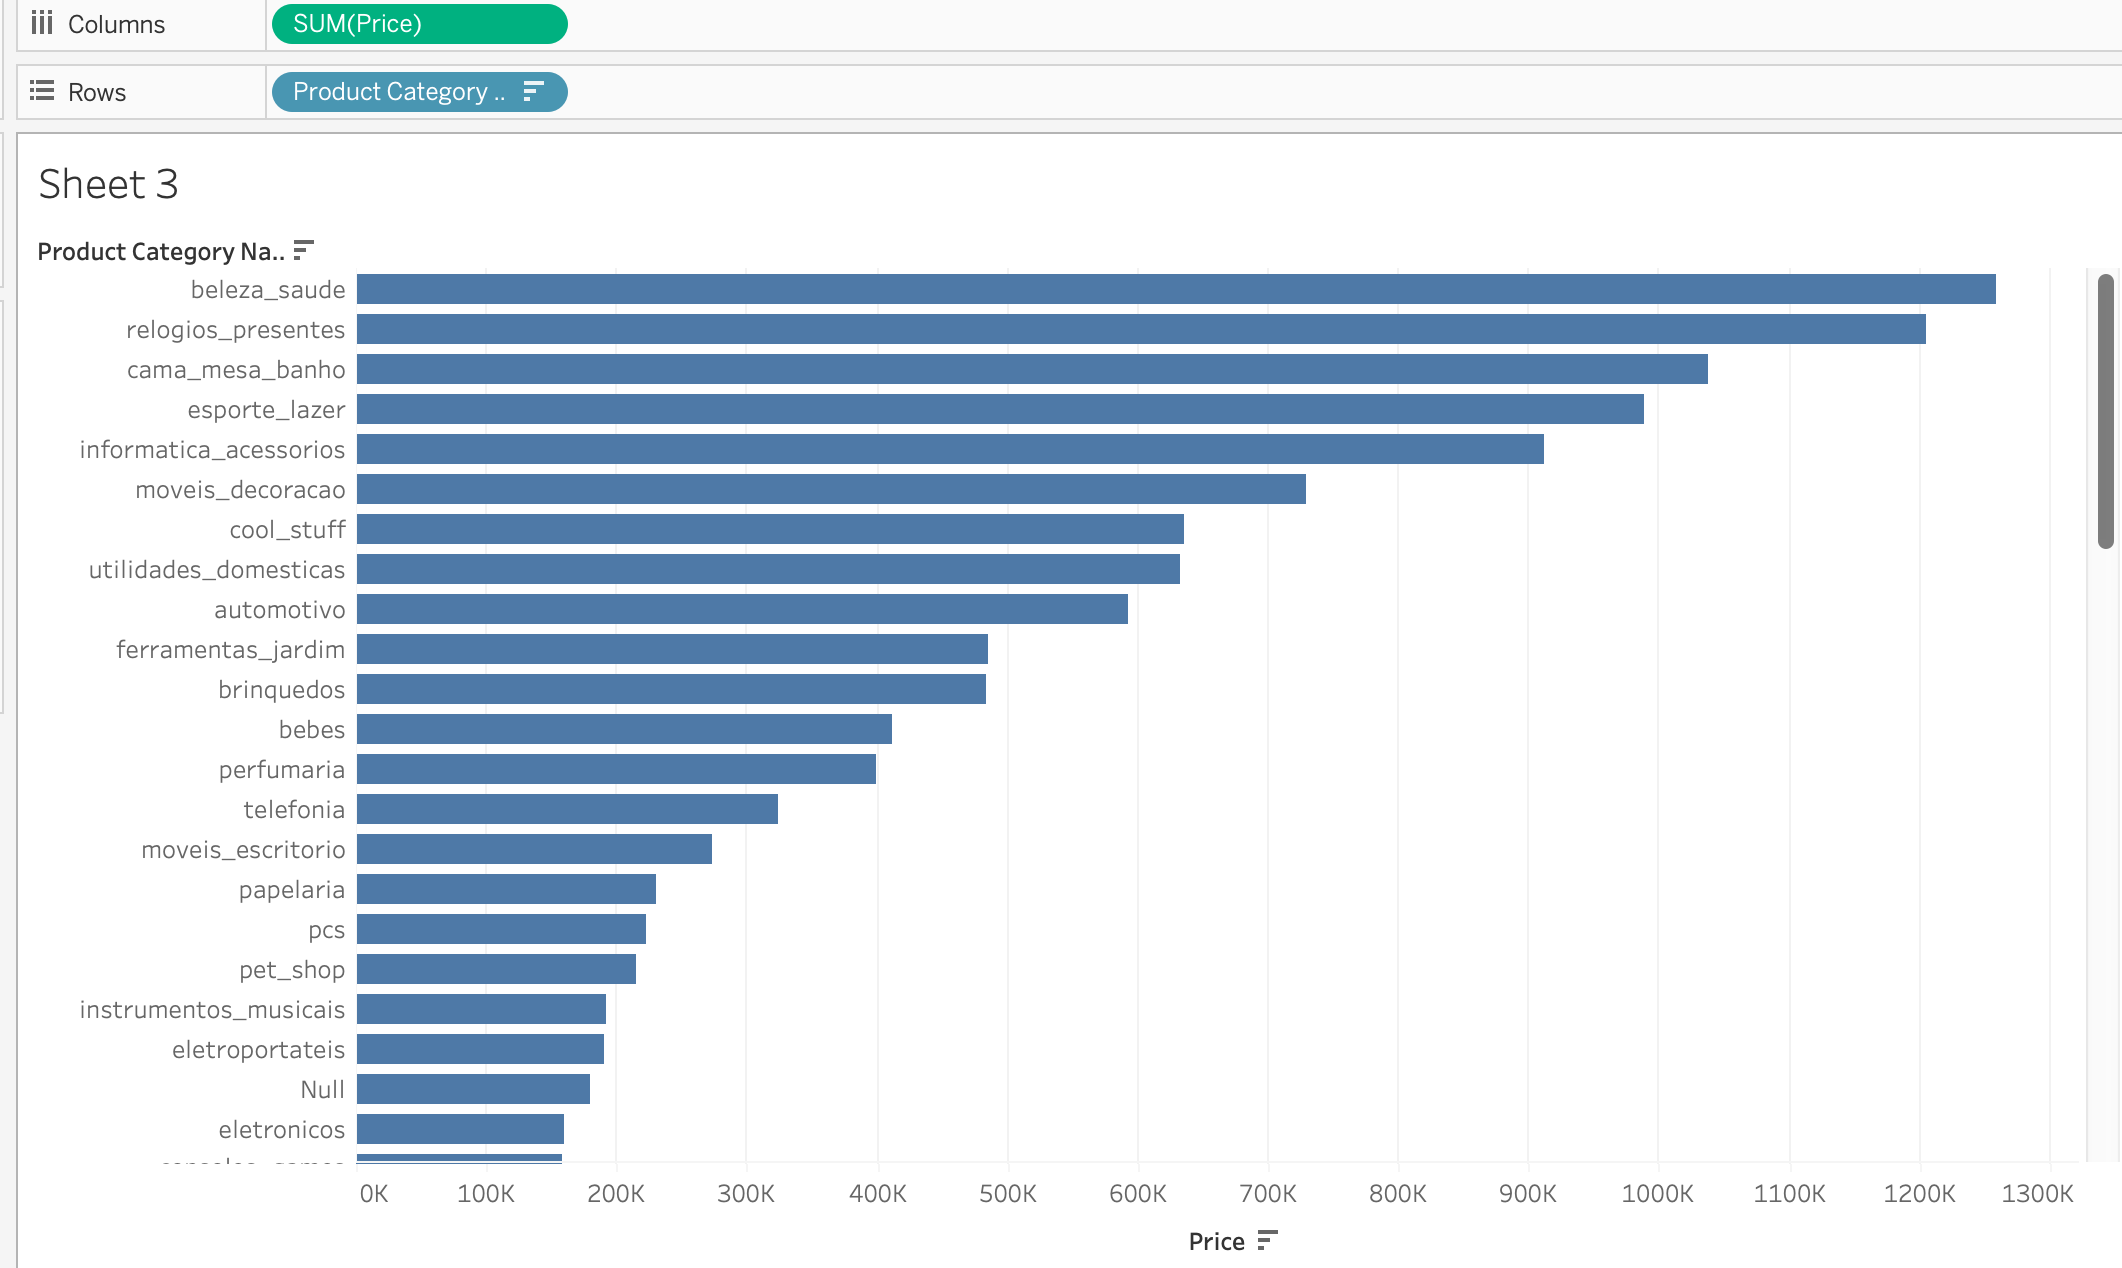 Columns
SUM(Price)
Rows
Product Category ..
Sheet 3
Product Category Na..
beleza_saude
relogios_presentes
cama_mesa_banho
esporte_lazer
informatica_acessorios
moveis_decoracao
cool_stuff
utilidades_domesticas
automotivo
ferramentas_jardim
brinquedos
bebes
perfumaria
telefonia
moveis_escritorio
papelaria
pcs
pet_shop
instrumentos_musicais
eletroportateis
Null
eletronicos
0K 100K 200K 300K 400K 500K 600K 700K 800K 900K 1000K 1100K 1200K 1300K
Price